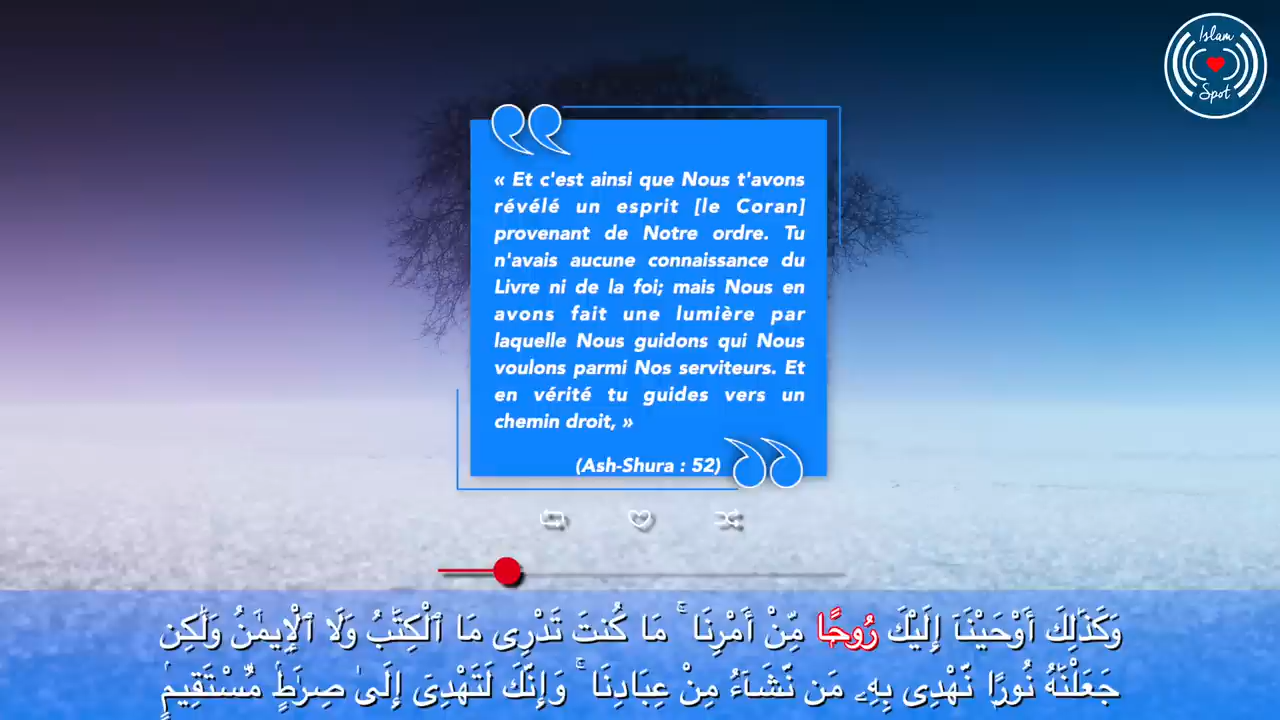 Islam
Spot
« Et c'est ainsi que Nous t'avons
révélé un esprit [le Coran]
provenant de Notre ordre. Tu
n'avais aucune connaissance du
Livre ni de la foi; mais Nous en
avons fait une lumière par
laquelle Nous guidons qui Nous
voulons parmi Nos serviteurs. Et
en vérité tu guides vers un
chemin droit, »
(Ash-Shura : 52)
وَكَذَٰلِكَ أَوْحَيْنَآ إِلَيْكَ رُوحًا مِّنْ أَمْرِنَا ۚ مَا كُنتَ تَدْرِى مَا ٱلْكِتَٰبُ وَلَا ٱلْإِيمَٰنُ وَلَٰكِن
جَعَلْنَٰهُ نُورًا نَّهْدِى بِهِۦ مَن نَّشَآءُ مِنْ عِبَادِنَا ۚ وَإِنَّكَ لَتَهْدِىٓ إِلَىٰ صِرَٰطٍ مُّسْتَقِيمٍ